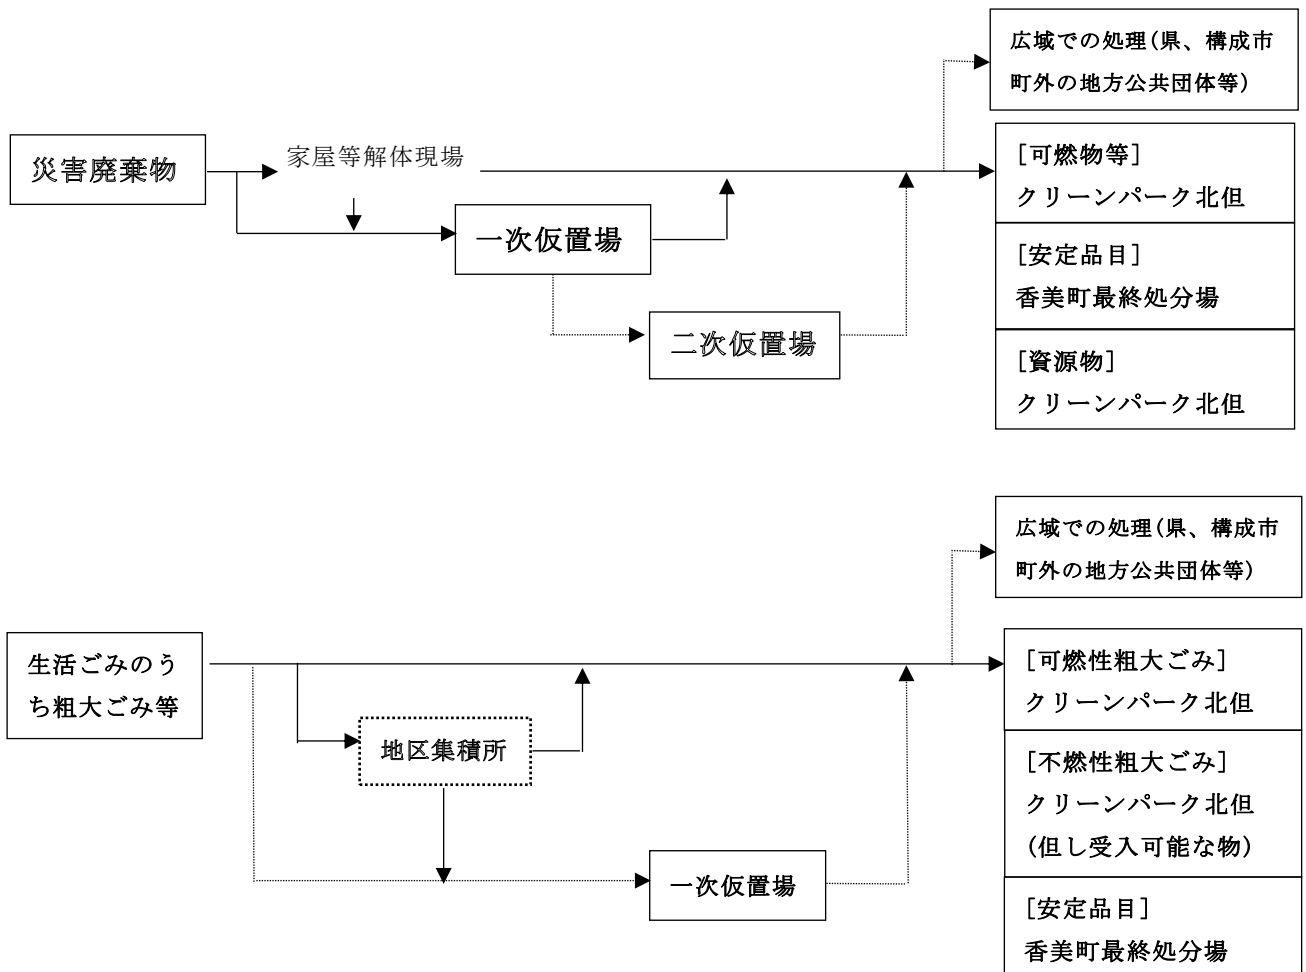 広域での処理(県、構成市
町外の地方公共団体等)
災害廃棄物
家屋等解体現場
[可燃物等]
クリーンパーク北但
一次仮置場
[安定品目]
香美町最終処分場
二次仮置場
[資源物]
クリーンパーク北但
広域での処理(県、構成市
町外の地方公共団体等)
生活ごみのう
ち粗大ごみ等
[可燃性粗大ごみ]
クリーンパーク北但
地区集積所
[不燃性粗大ごみ]
クリーンパーク北但
(但し受入可能な物)
一次仮置場
[安定品目]
香美町最終処分場